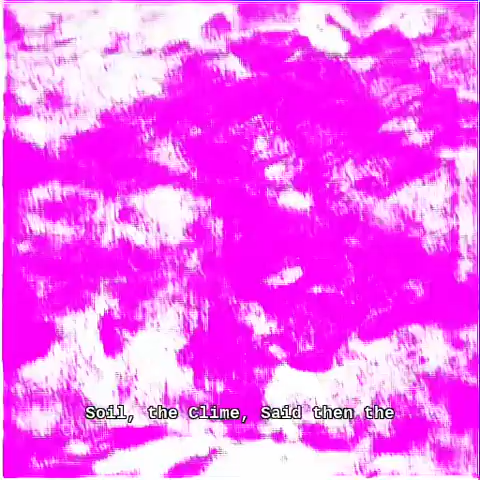 Soil, the Clime, Said then the